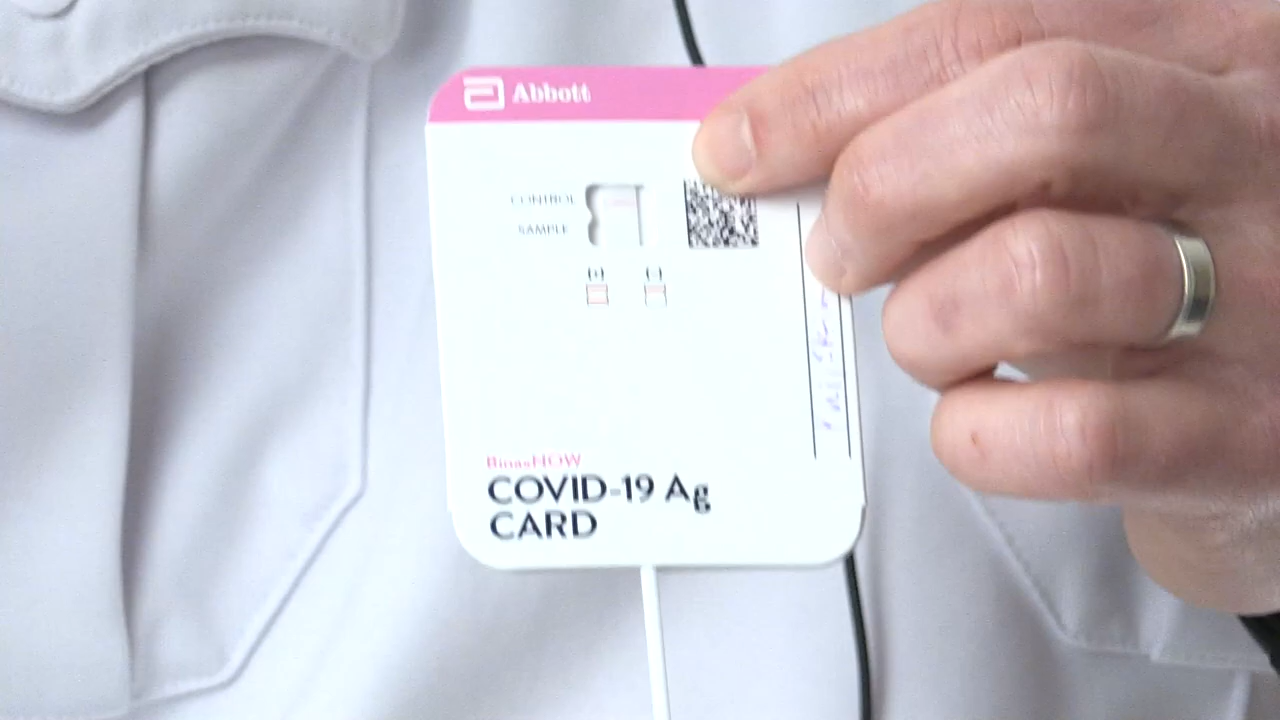 Abbott
CONTROL
SAMPLE
(+) (-)
BinaxNOW
COVID-19 Ag
CARD